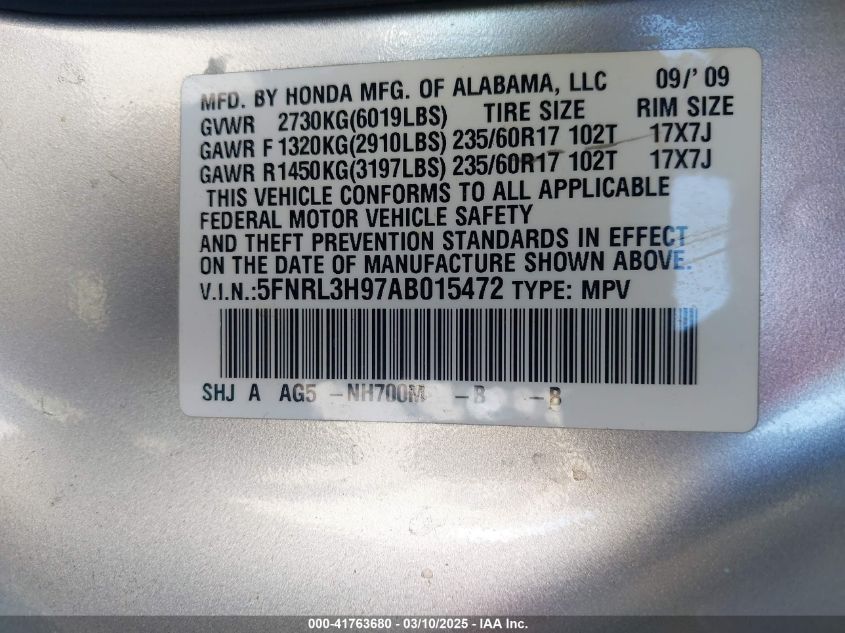 MFD. BY HONDA MFG. OF ALABAMA, LLC 09/'09
GVWR 2730KG(6019LBS) TIRE SIZE RIM SIZE
GAWR F 1320KG(2910LBS) 235/60R17 102T 17X7J
GAWR R1450KG(3197LBS) 235/60R17 102T 17X7J
THIS VEHICLE CONFORMS TO ALL APPLICABLE
FEDERAL MOTOR VEHICLE SAFETY
AND THEFT PREVENTION STANDARDS IN EFFECT
ON THE DATE OF MANUFACTURE SHOWN ABOVE.
V.I.N.:5FNRL3H97AB015472 TYPE: MPV
SHJ A AG5 -NH700M -B -B
000-41763680 - 03/10/2025 - IAA Inc.